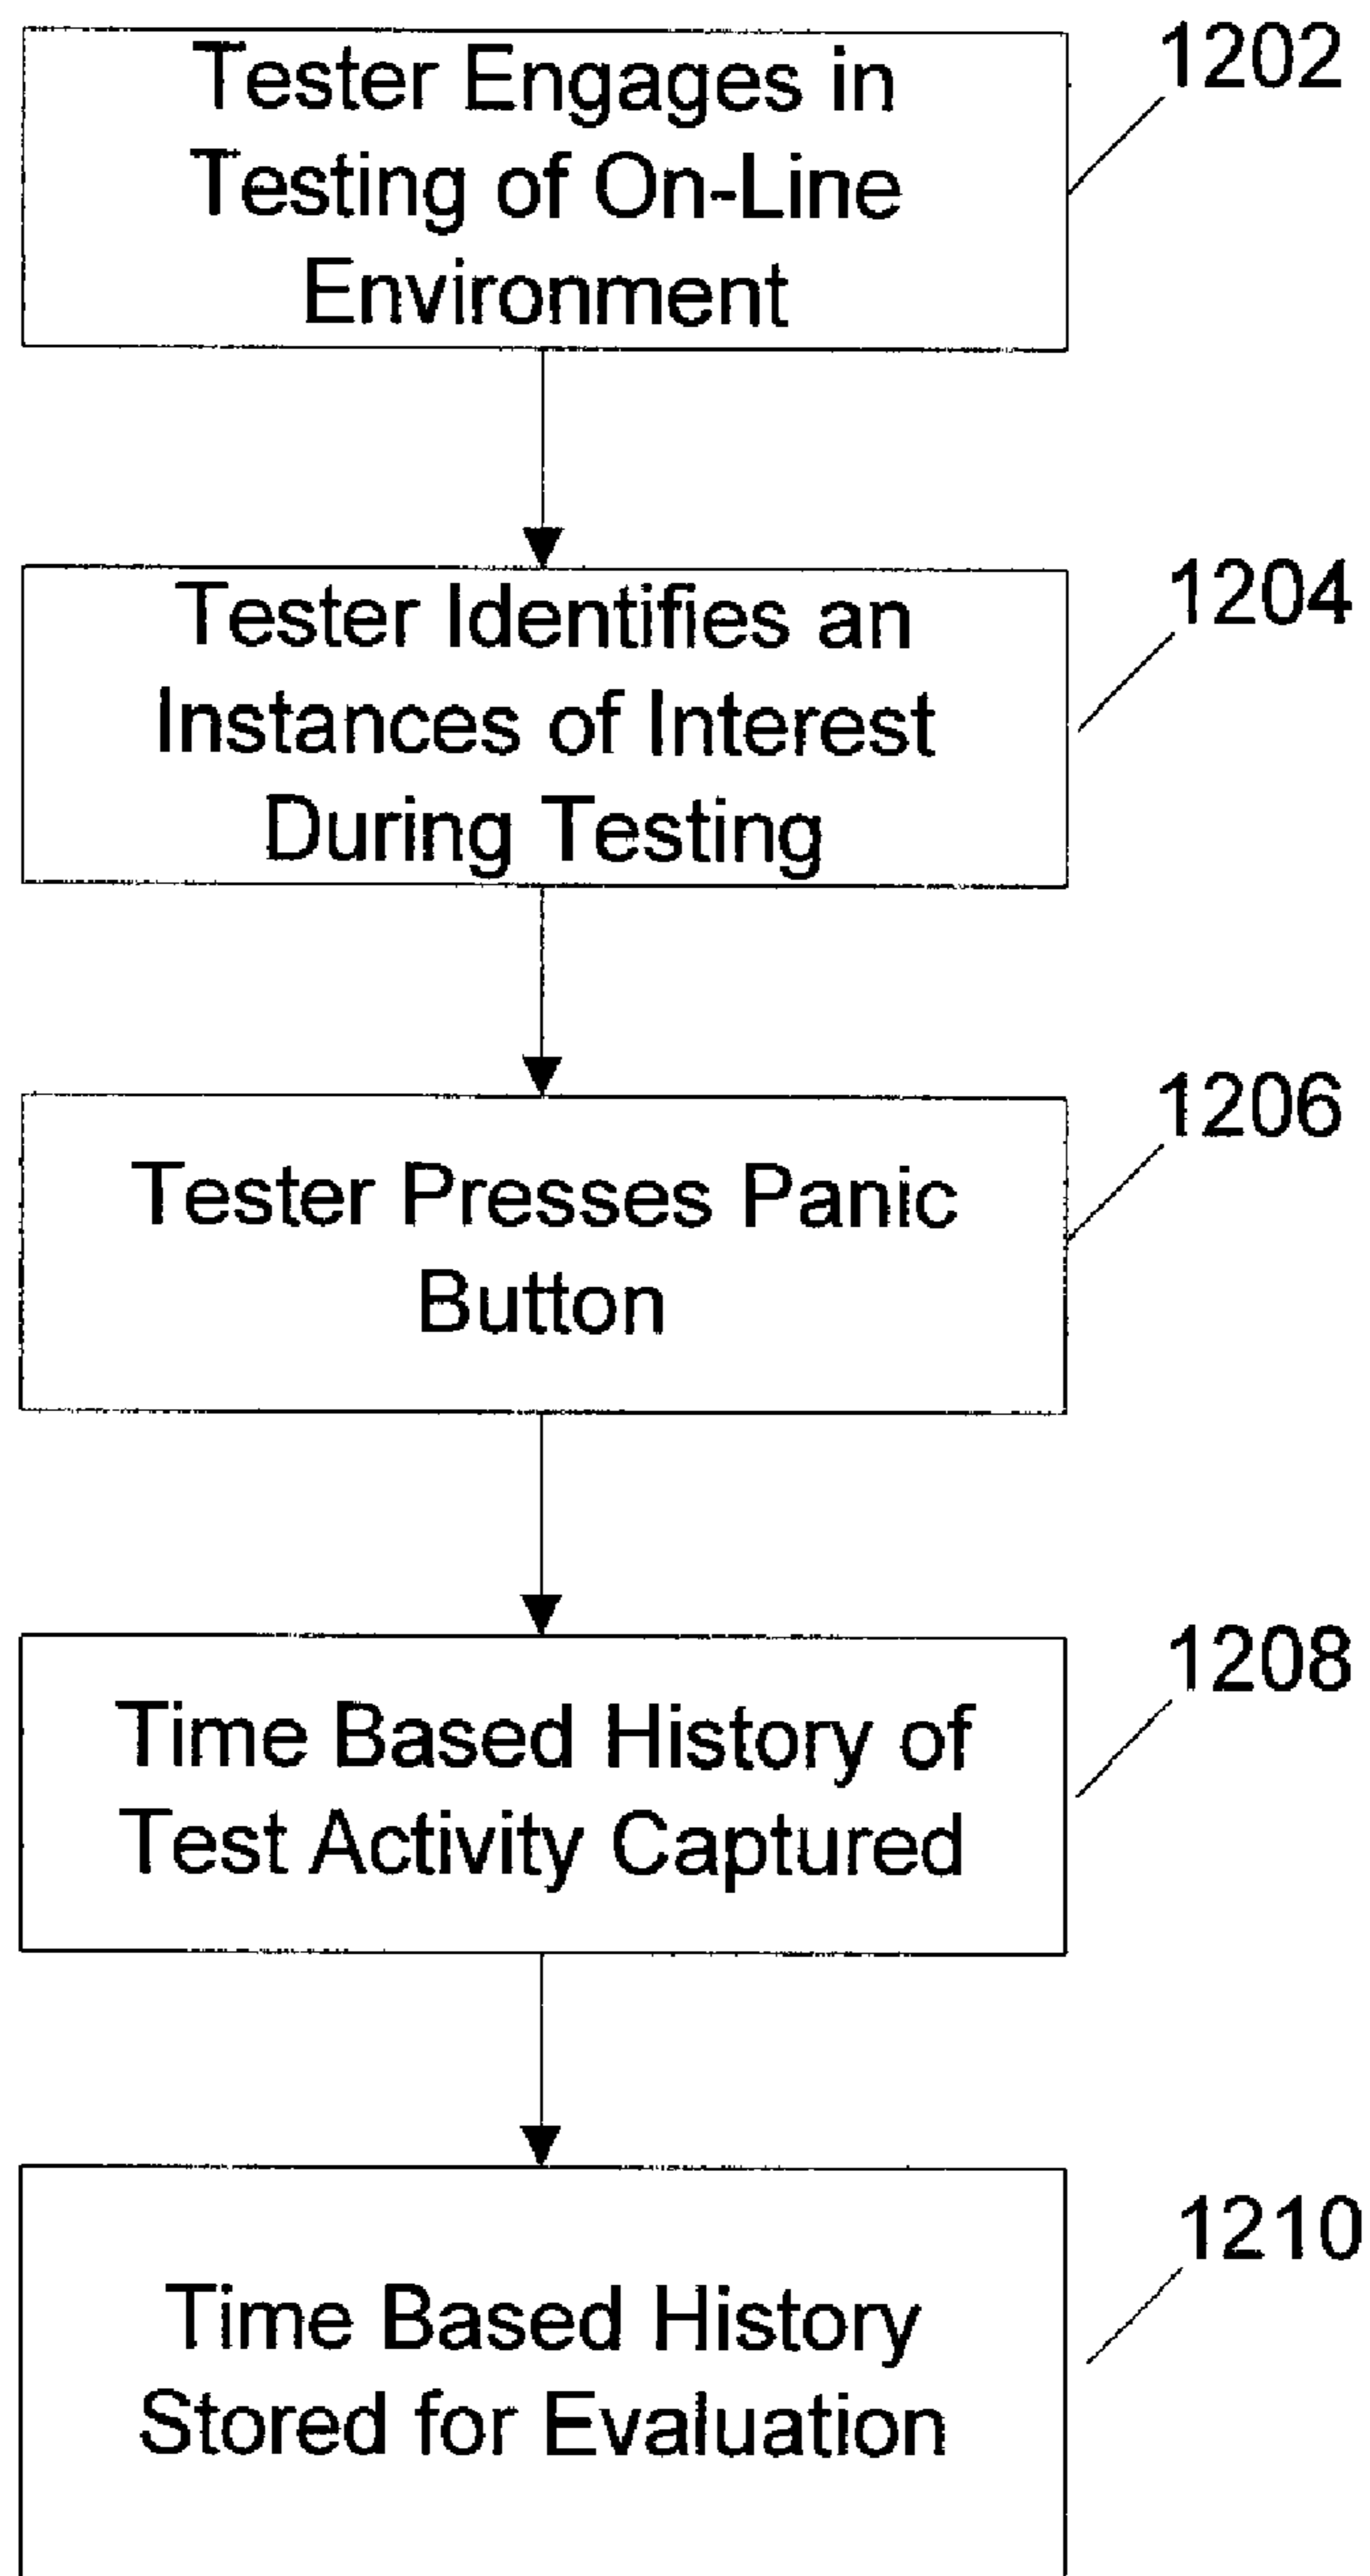 Tester Engages in
Testing of On-Line
Environment
1202
Tester Identifies an
Instances of Interest
During Testing
1204
Tester Presses Panic
Button
1206
Time Based History of
Test Activity Captured
1208
Time Based History
Stored for Evaluation
1210